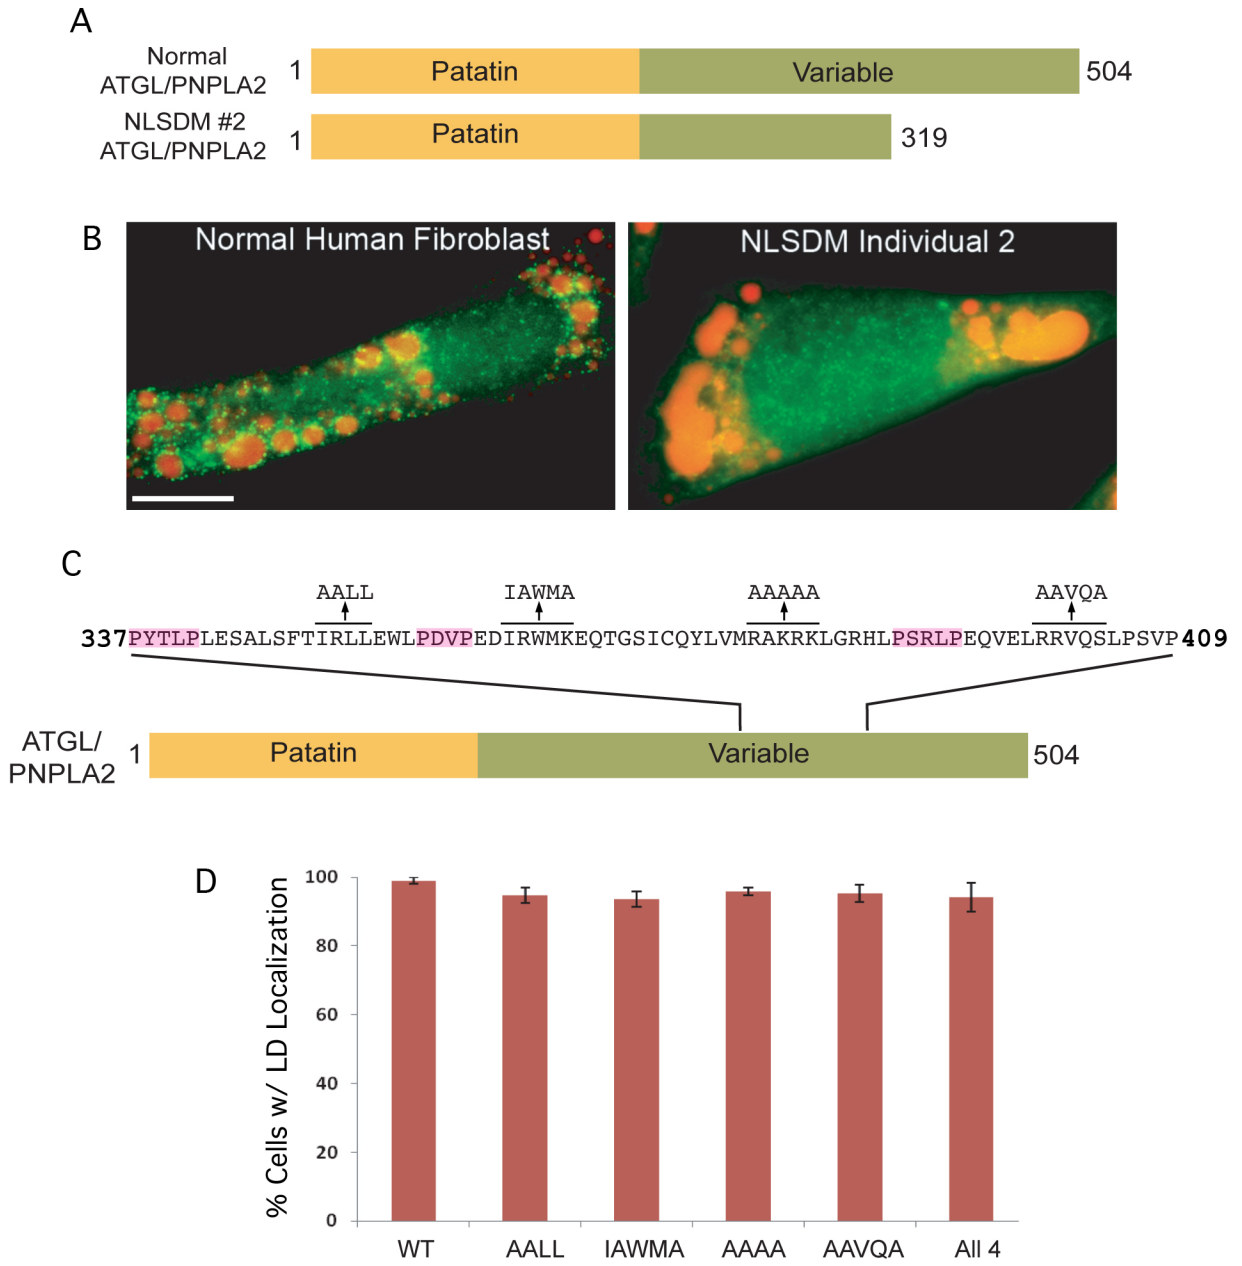 A
Normal
ATGL/PNPLA2
1
Patatin
Variable
504
NLSDM #2
ATGL/PNPLA2
1
Patatin
319
B
Normal Human Fibroblast
NLSDM Individual 2
C
AALL
IAWMA
AAAAA
AAVQA
337PYTLPLESALSFTIRLLEWLPDVPEDIRWMKEQTGSICQYLVMRAKRKLGRHLPSRLPEQVELRRVQSLPSVP409
ATGL/
PNPLA2
1
Patatin
Variable
504
D
% Cells w/ LD Localization
100
80
60
40
20
0
WT
AALL
IAWMA
AAAA
AAVQA
All 4